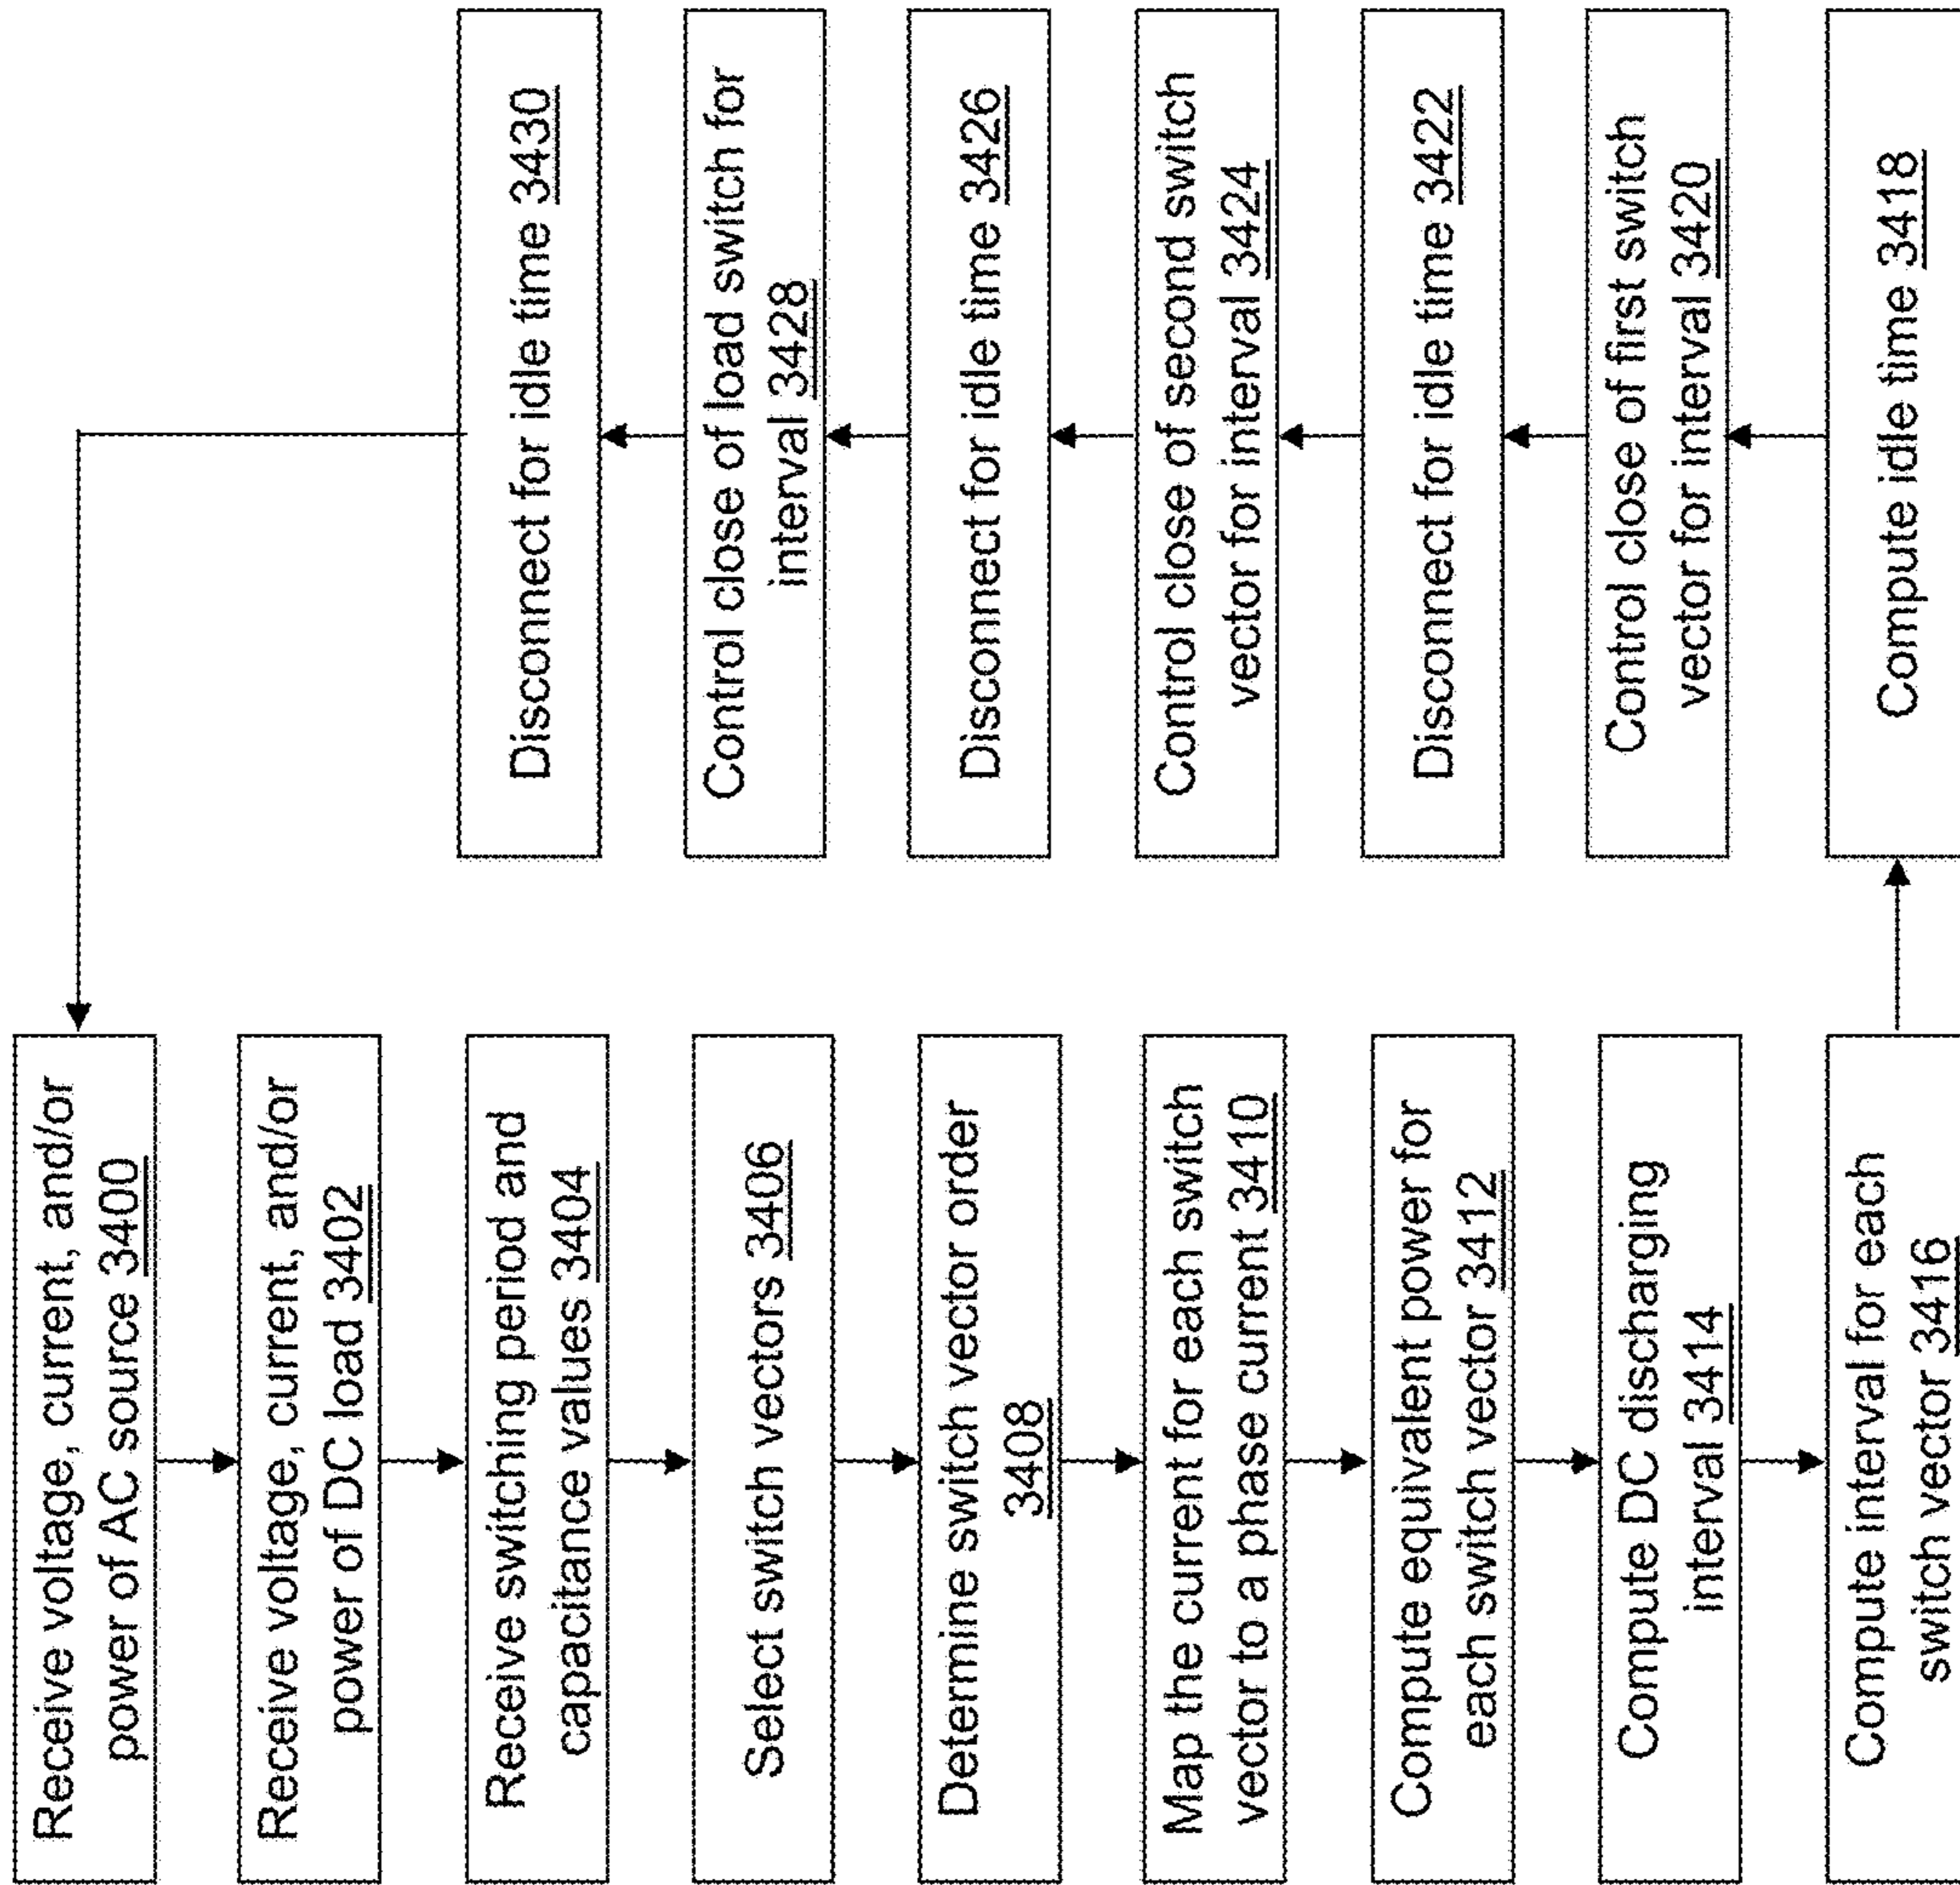 Receive voltage, current, and/or
power of AC source 3400
Receive voltage, current, and/or
power of DC load 3402
Receive switching period and
capacitance values 3404
Select switch vectors 3406
Determine switch vector order
3408
Map the current for each switch
vector to a phase current 3410
Compute equivalent power for
each switch vector 3412
Compute DC discharging
interval 3414
Compute interval for each
switch vector 3416
Compute idle time 3418
Control close of first switch
vector for interval 3420
Disconnect for idle time 3422
Control close of second switch
vector for interval 3424
Disconnect for idle time 3426
Control close of load switch for
interval 3428
Disconnect for idle time 3430